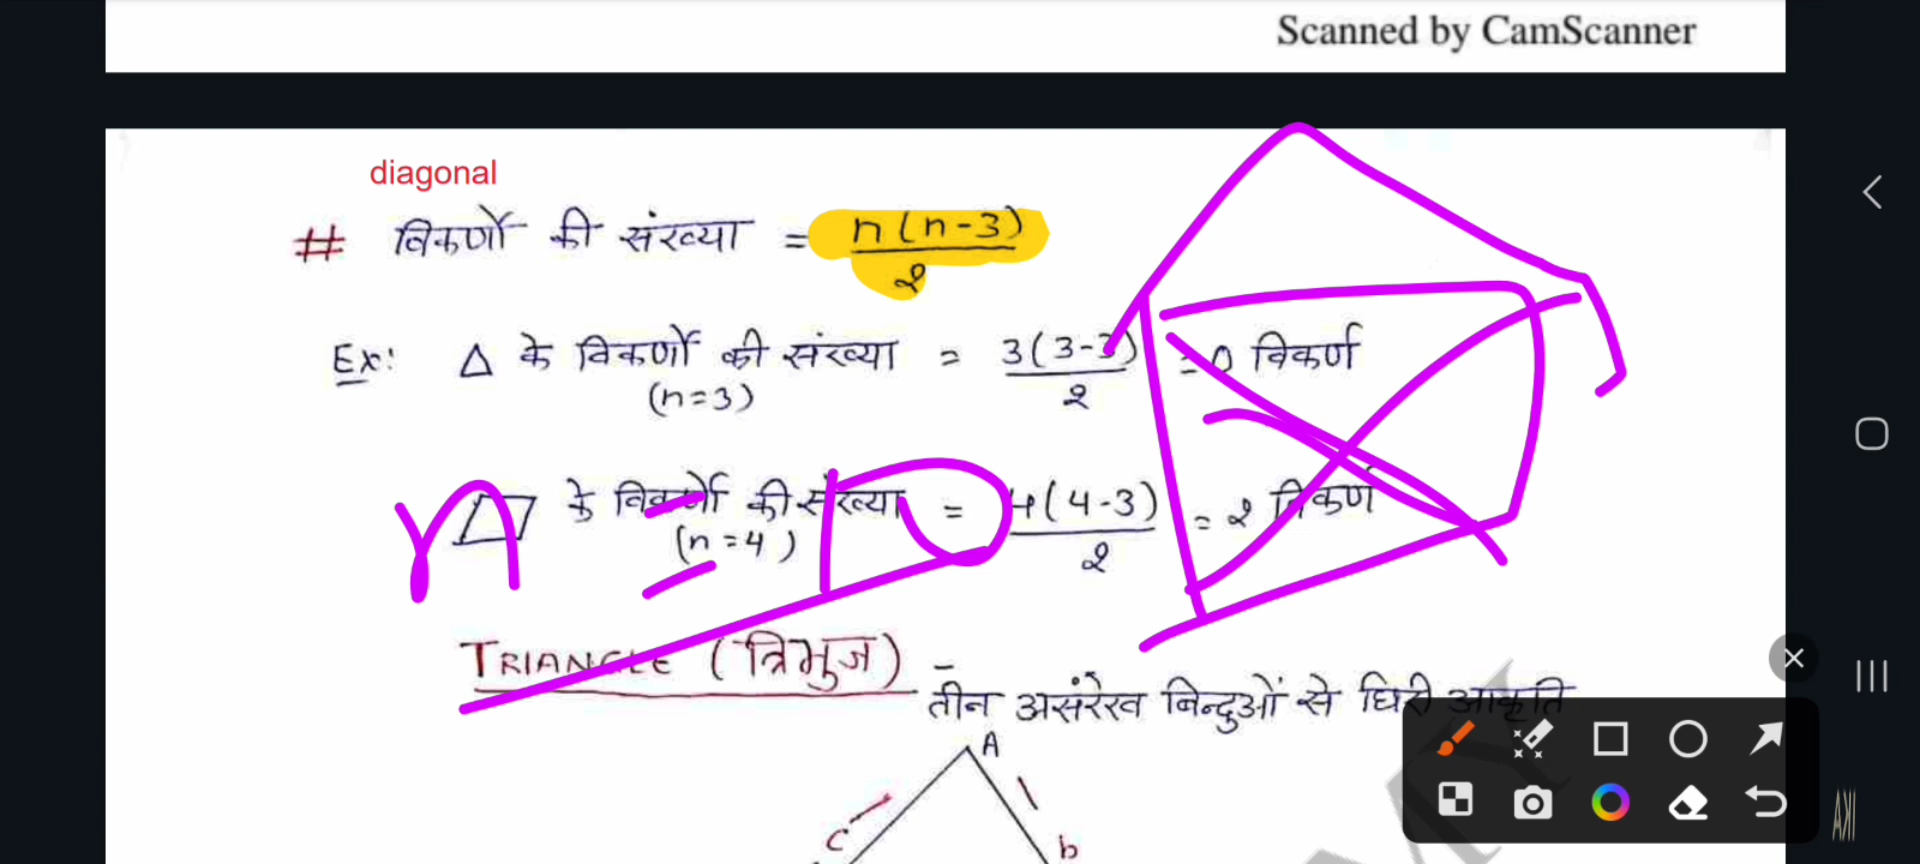 Scanned by CamScanner
diagonal
# विकर्णो की संख्या = n(n-3)/2
Ex: Δ के विकर्णो की संख्या = 3(3-3)/2 = 0 विकर्ण
(n=3)
▱ के विकर्णो की संख्या = 4(4-3)/2 = 2 विकर्ण
(n=4)
TRIANGLE (त्रिभुज) - तीन असंरेख बिन्दुओं से घिरी आकृति
A
c
b